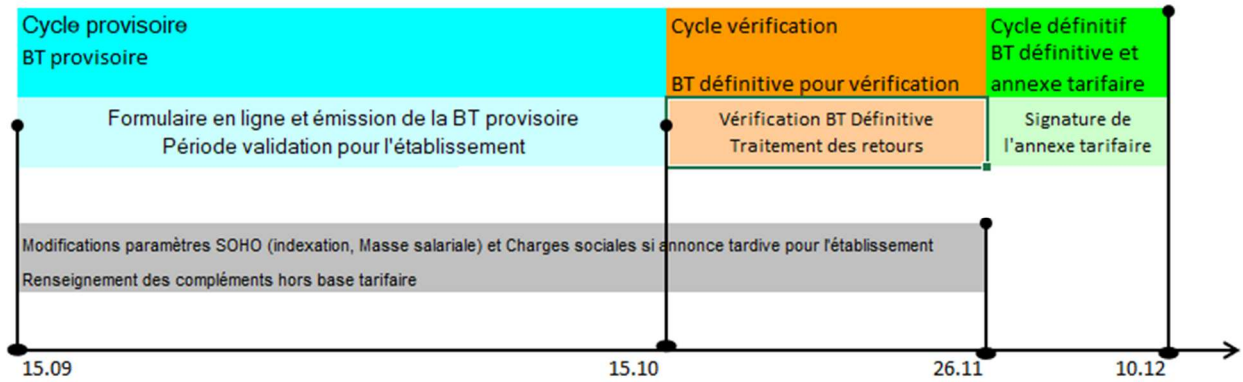 Cycle provisoire
BT provisoire
Cycle vérification
BT définitive pour vérification
Cycle définitif
BT définitive et
annexe tarifaire
Formulaire en ligne et émission de la BT provisoire
Période validation pour l'établissement
Vérification BT Définitive
Traitement des retours
Signature de
l'annexe tarifaire
Modifications paramètres SOHO (indexation, Masse salariale) et Charges sociales si annonce tardive pour l'établissement
Renseignement des compléments hors base tarifaire
15.09
15.10
26.11
10.12